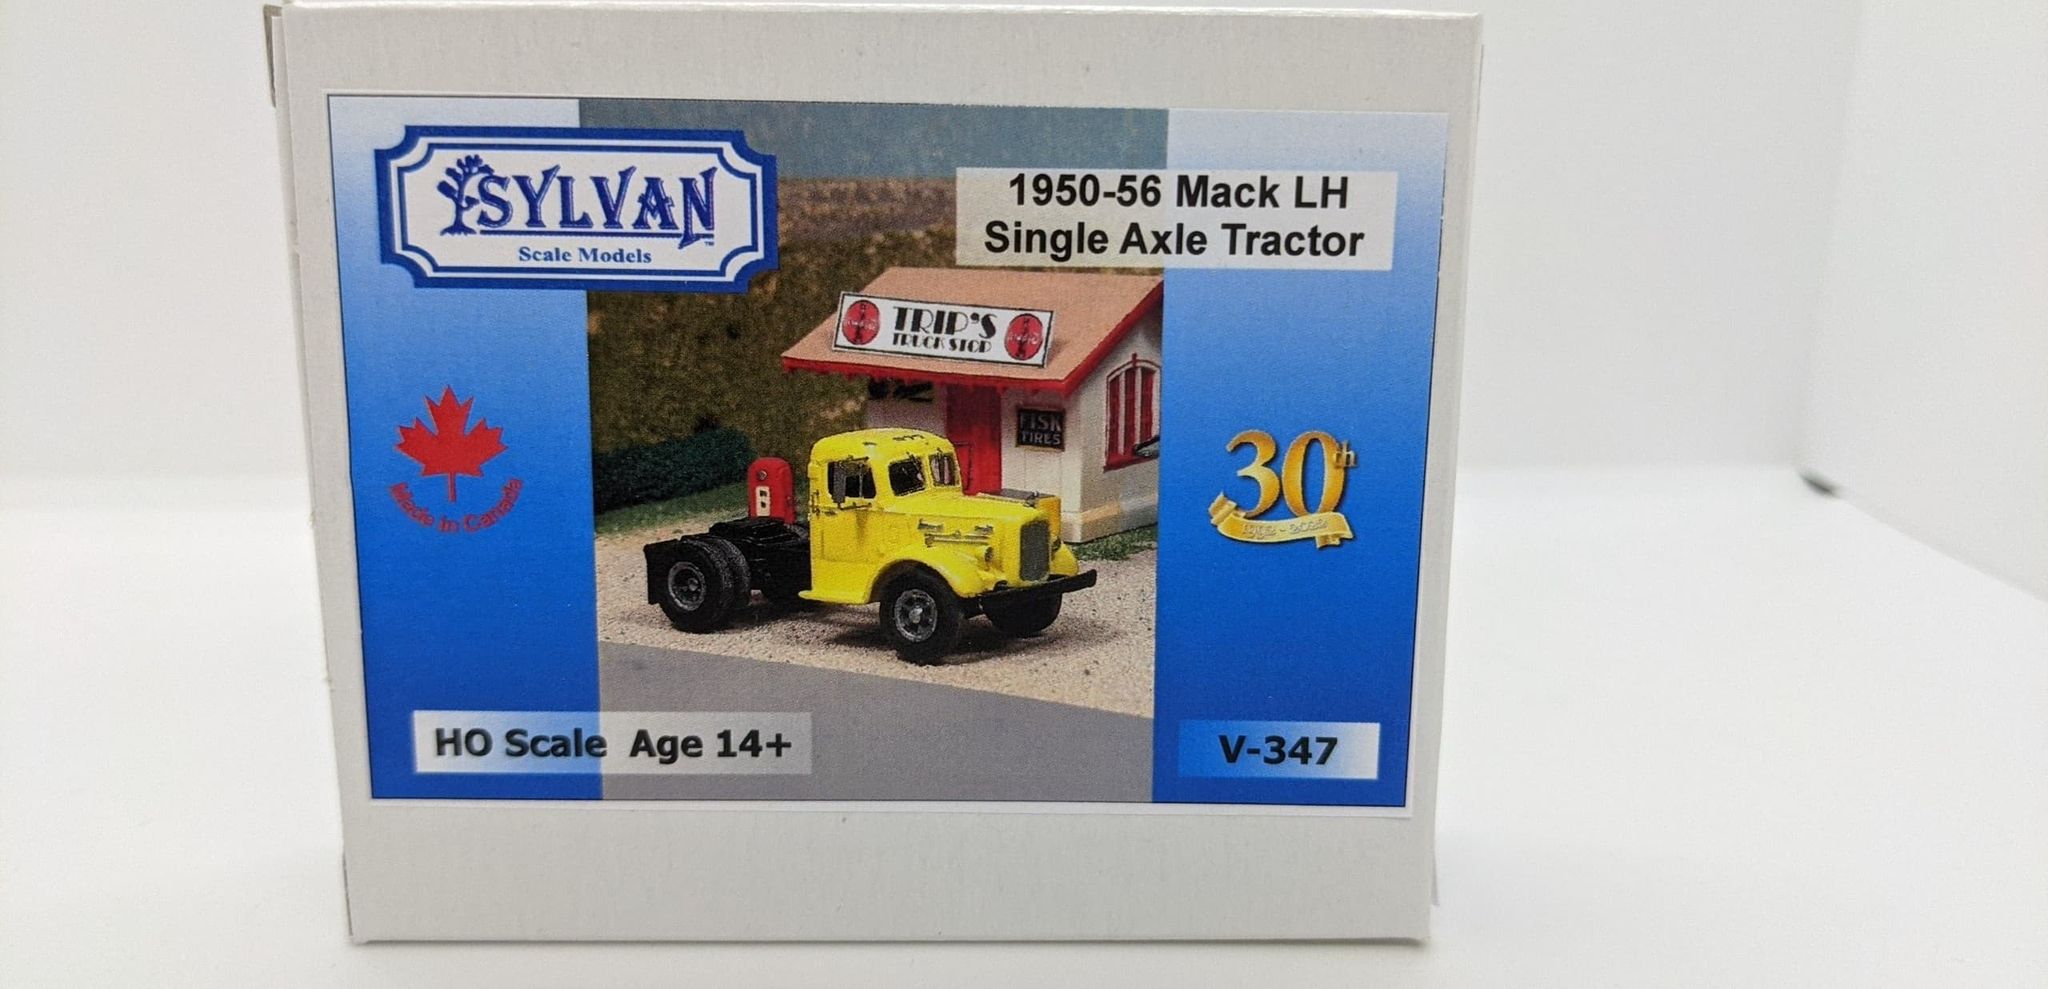 SYLVAN
™
Scale Models
1950-56 Mack LH
Single Axle Tractor
TRIP'S
TRUCK STOP
FISK
TIRES
Made in Canada
30th
HO Scale Age 14+
V-347